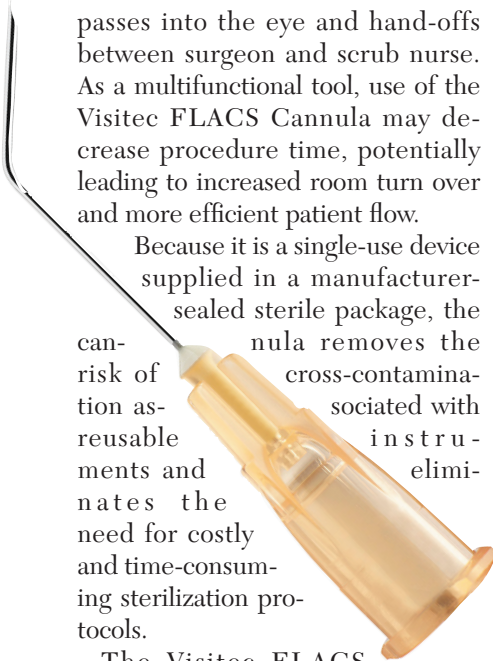 passes into the eye and hand-offs
between surgeon and scrub nurse.
As a multifunctional tool, use of the
Visitec FLACS Cannula may de-
crease procedure time, potentially
leading to increased room turn over
and more efficient patient flow.
Because it is a single-use device
supplied in a manufacturer-
sealed sterile package, the
can- nula removes the
risk of cross-contamina-
tion as- sociated with
reusable instru-
ments and elimi-
nates the
need for costly
and time-consum-
ing sterilization pro-
tocols.
The Visitec FLACS